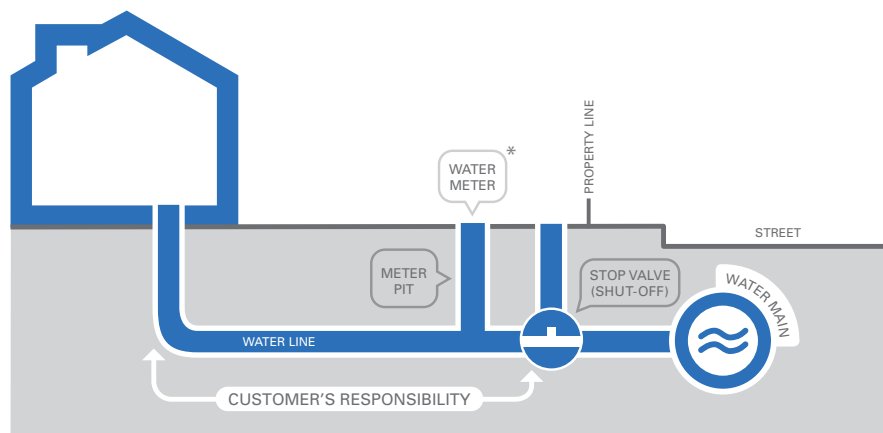 WATER
METER
*
PROPERTY LINE
STREET
METER
PIT
STOP VALVE
(SHUT-OFF)
WATER MAIN
WATER LINE
CUSTOMER’S RESPONSIBILITY